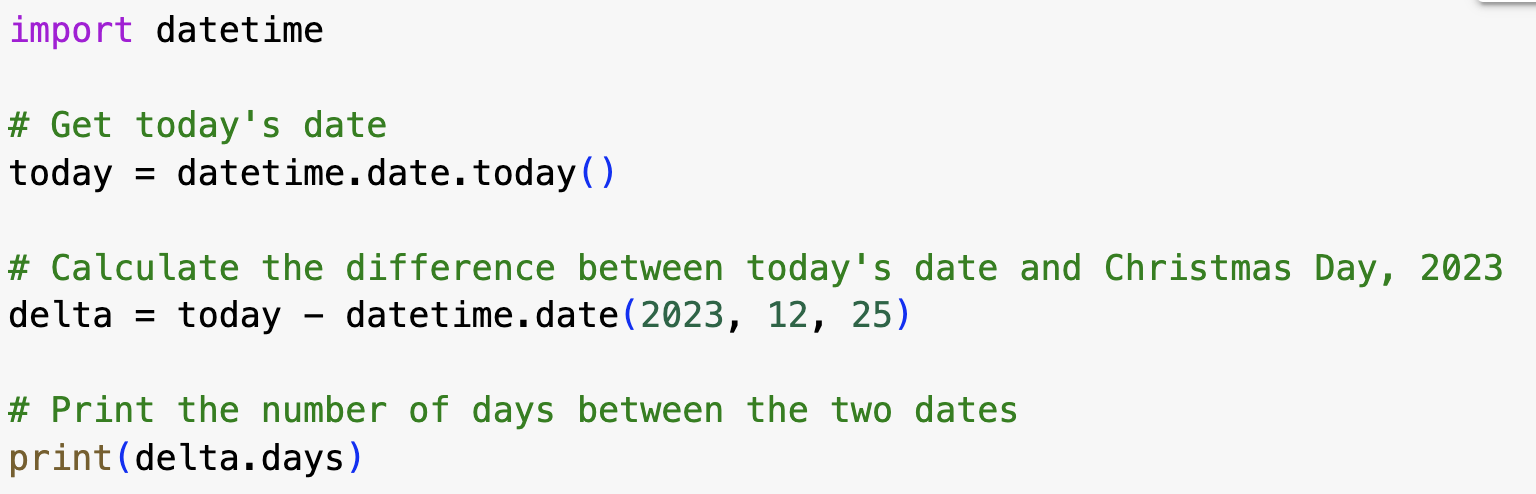 import datetime
# Get today's date
today = datetime.date.today()
# Calculate the difference between today's date and Christmas Day, 2023
delta = today - datetime.date(2023, 12, 25)
# Print the number of days between the two dates
print(delta.days)